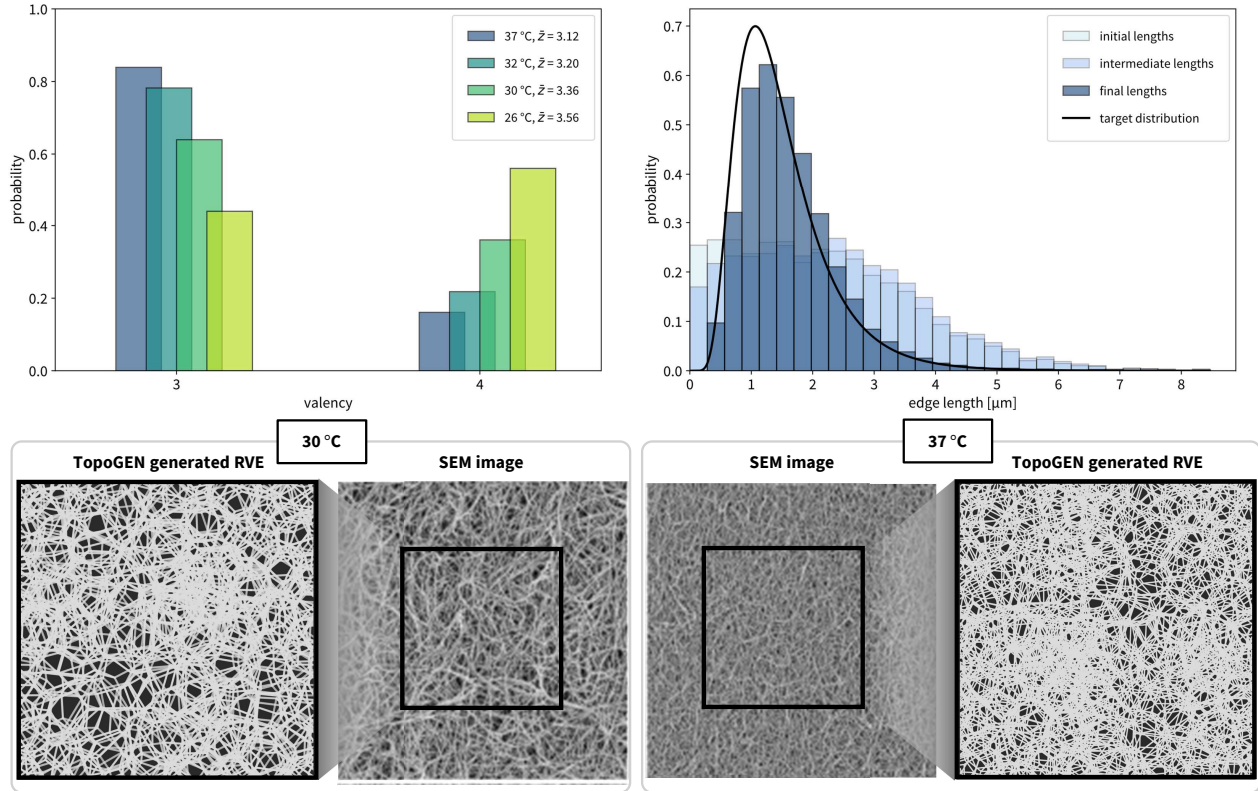 1.0
0.8
0.6
0.4
0.2
0.0
probability
3
4
valency
37 °C, z̄ = 3.12
32 °C, z̄ = 3.20
30 °C, z̄ = 3.36
26 °C, z̄ = 3.56
0.7
0.6
0.5
0.4
0.3
0.2
0.1
0.0
probability
0
1
2
3
4
5
6
7
8
edge length [µm]
initial lengths
intermediate lengths
final lengths
target distribution
30 °C
TopoGEN generated RVE
SEM image
37 °C
SEM image
TopoGEN generated RVE